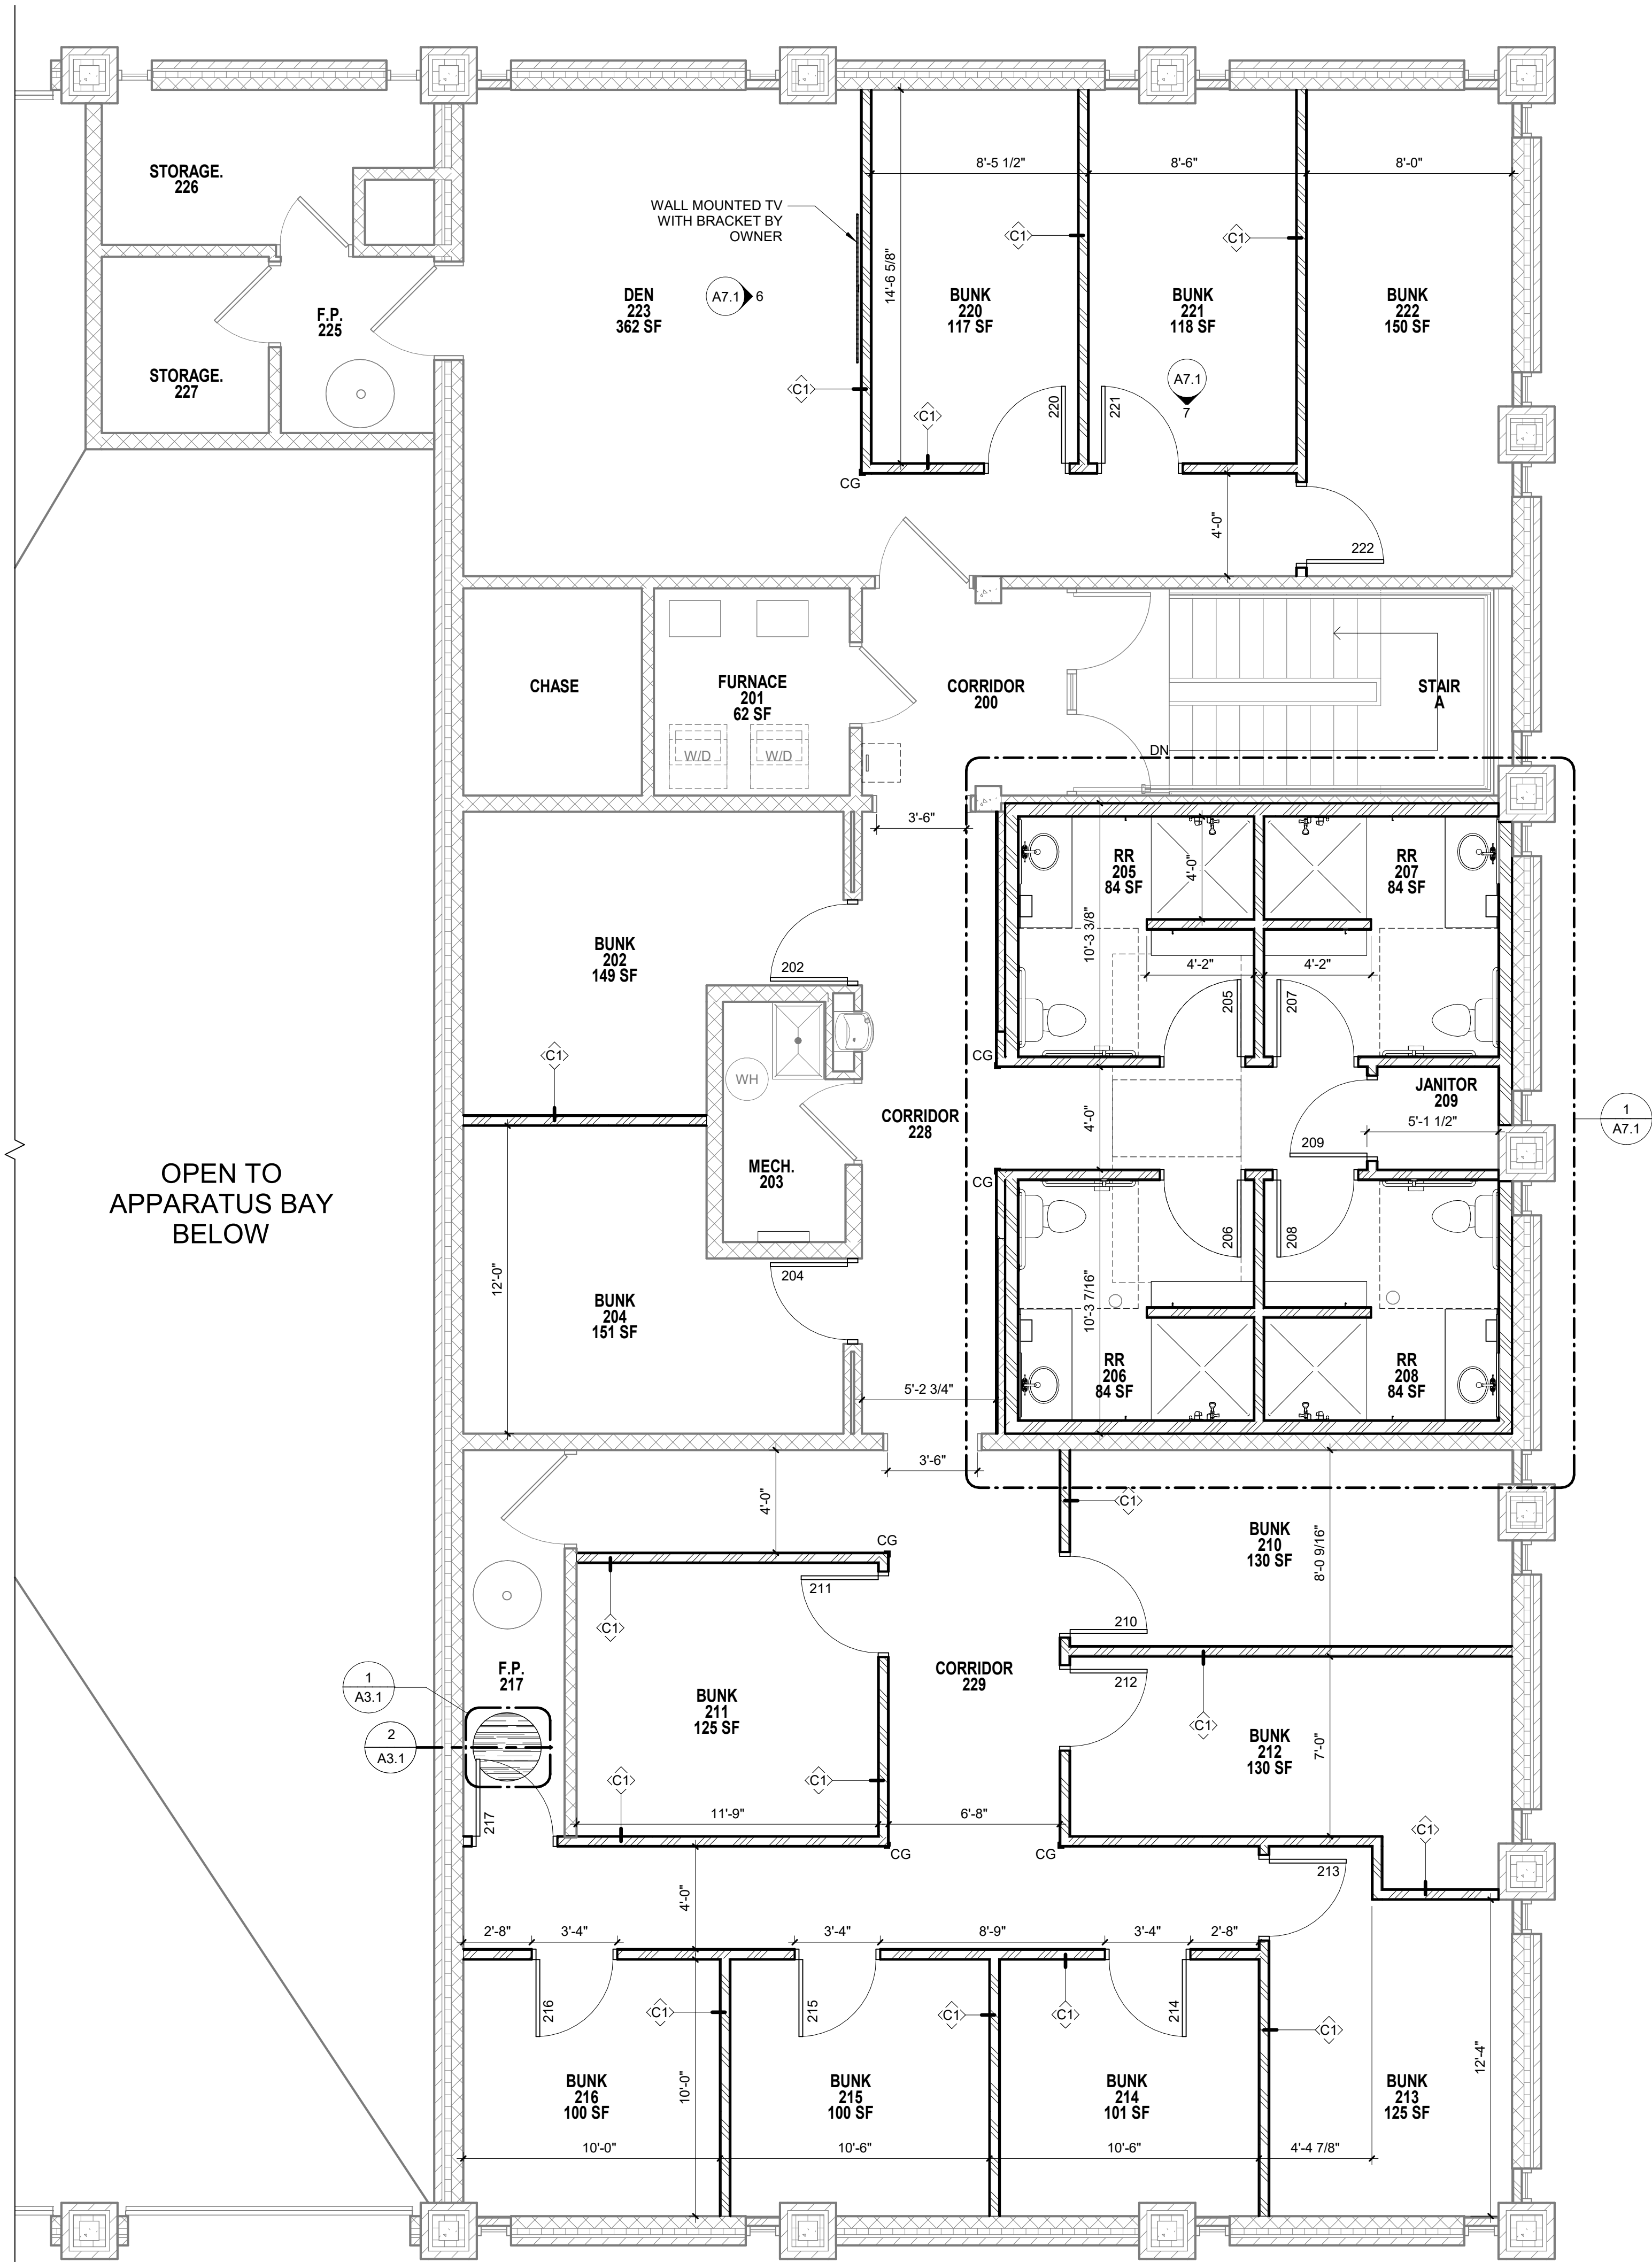 STORAGE.
226
WALL MOUNTED TV
WITH BRACKET BY
OWNER
8'-5 1/2"
8'-6"
8'-0"
C1
C1
14'-6 5/8"
DEN
223
362 SF
A7.1
6
BUNK
220
117 SF
BUNK
221
118 SF
BUNK
222
150 SF
F.P.
225
STORAGE.
227
C1
C1
A7.1
7
220
221
CG
4'-0"
222
CHASE
FURNACE
201
62 SF
W/D
W/D
CORRIDOR
200
STAIR
A
DN
3'-6"
RR
205
84 SF
4'-0"
RR
207
84 SF
10'-3 3/8"
4'-2"
4'-2"
205
207
BUNK
202
149 SF
202
C1
WH
CG
CORRIDOR
228
4'-0"
JANITOR
209
5'-1 1/2"
209
1
A7.1
MECH.
203
CG
OPEN TO
APPARATUS BAY
BELOW
206
208
204
12'-0"
BUNK
204
151 SF
10'-3 7/16"
RR
206
84 SF
RR
208
84 SF
5'-2 3/4"
3'-6"
4'-0"
C1
CG
BUNK
210
130 SF
8'-0 9/16"
211
C1
210
F.P.
217
CORRIDOR
229
212
1
A3.1
BUNK
211
125 SF
C1
2
A3.1
BUNK
212
130 SF
7'-0"
C1
C1
217
11'-9"
6'-8"
C1
CG
CG
213
4'-0"
2'-8"
3'-4"
3'-4"
8'-9"
3'-4"
2'-8"
216
C1
215
C1
C1
214
C1
12'-4"
BUNK
216
100 SF
10'-0"
BUNK
215
100 SF
BUNK
214
101 SF
BUNK
213
125 SF
10'-0"
10'-6"
10'-6"
4'-4 7/8"